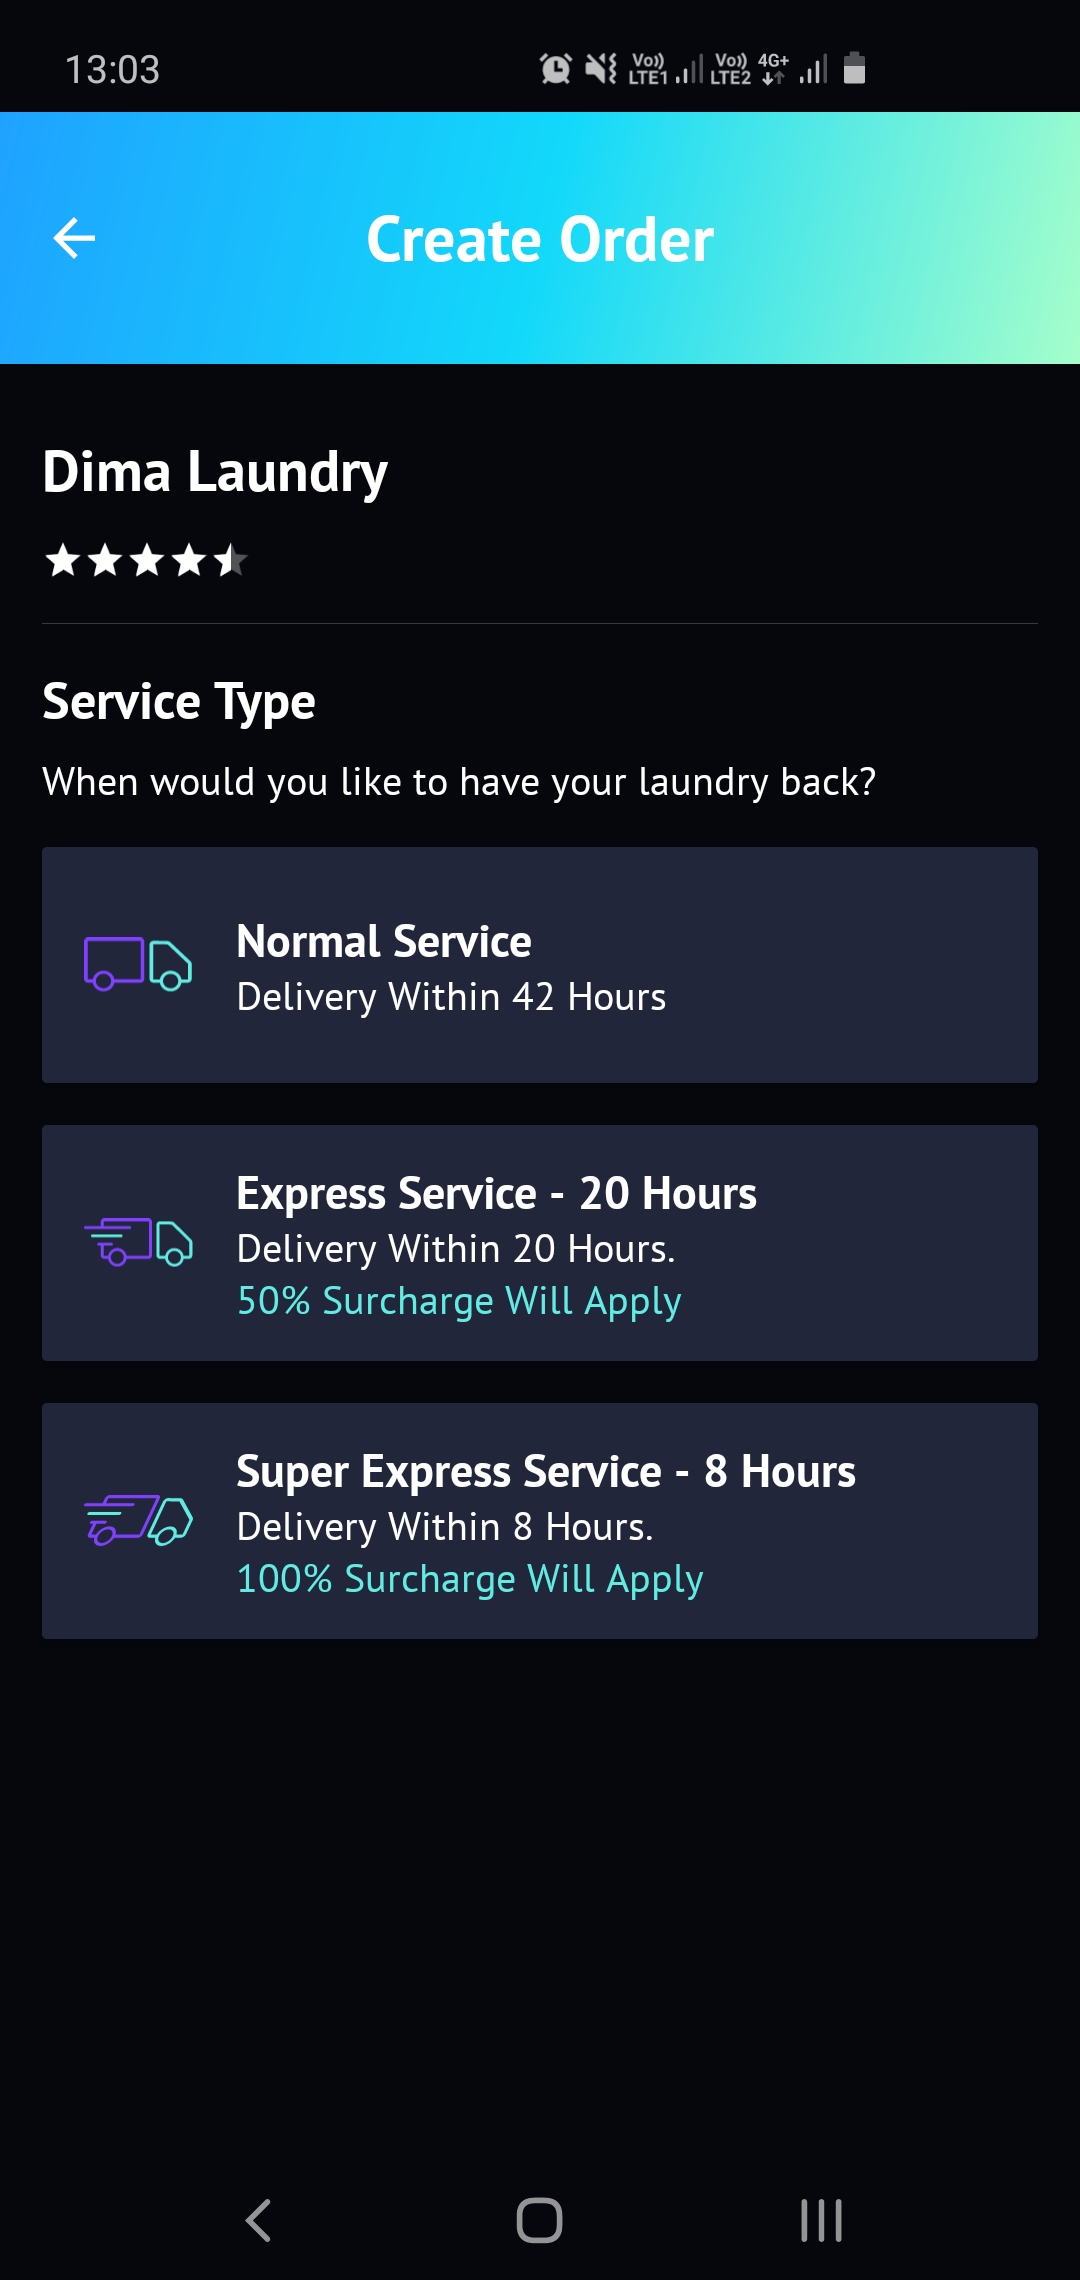 13:03
Vo)) LTE1 Vo)) LTE2 4G+
Create Order
Dima Laundry
Service Type
When would you like to have your laundry back?
Normal Service
Delivery Within 42 Hours
Express Service - 20 Hours
Delivery Within 20 Hours.
50% Surcharge Will Apply
Super Express Service - 8 Hours
Delivery Within 8 Hours.
100% Surcharge Will Apply